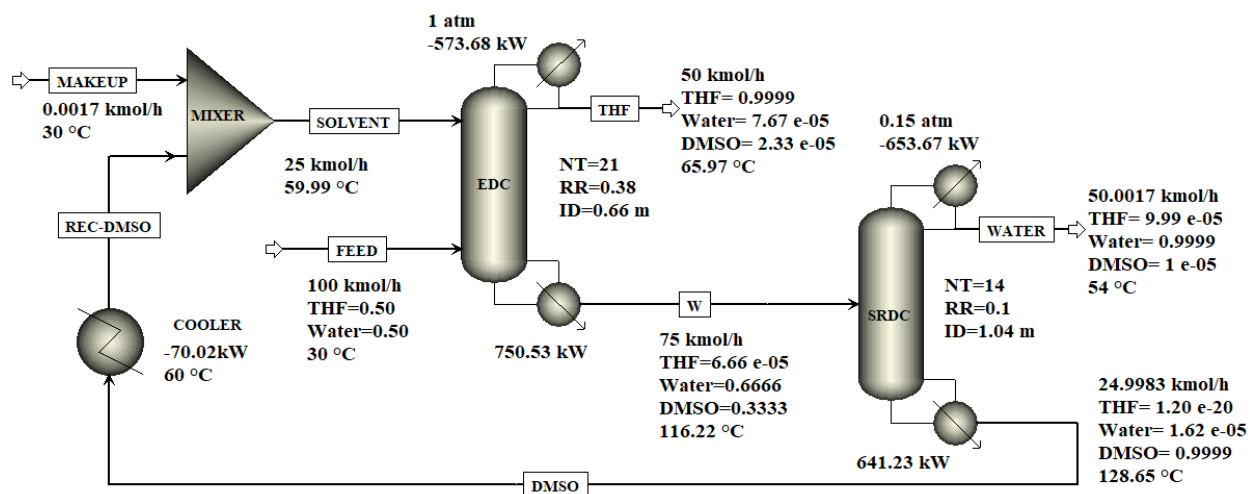 1 atm
-573.68 kW
MAKEUP
0.0017 kmol/h
30 °C
MIXER
SOLVENT
25 kmol/h
59.99 °C
EDC
NT=21
RR=0.38
ID=0.66 m
THF
50 kmol/h
THF= 0.9999
Water= 7.67 e-05
DMSO= 2.33 e-05
65.97 °C
REC-DMSO
FEED
100 kmol/h
THF=0.50
Water=0.50
30 °C
750.53 kW
W
75 kmol/h
THF=6.66 e-05
Water=0.6666
DMSO=0.3333
116.22 °C
0.15 atm
-653.67 kW
SRDC
NT=14
RR=0.1
ID=1.04 m
WATER
50.0017 kmol/h
THF= 9.99 e-05
Water= 0.9999
DMSO= 1 e-05
54 °C
COOLER
-70.02kW
60 °C
641.23 kW
24.9983 kmol/h
THF= 1.20 e-20
Water= 1.62 e-05
DMSO= 0.9999
128.65 °C
DMSO